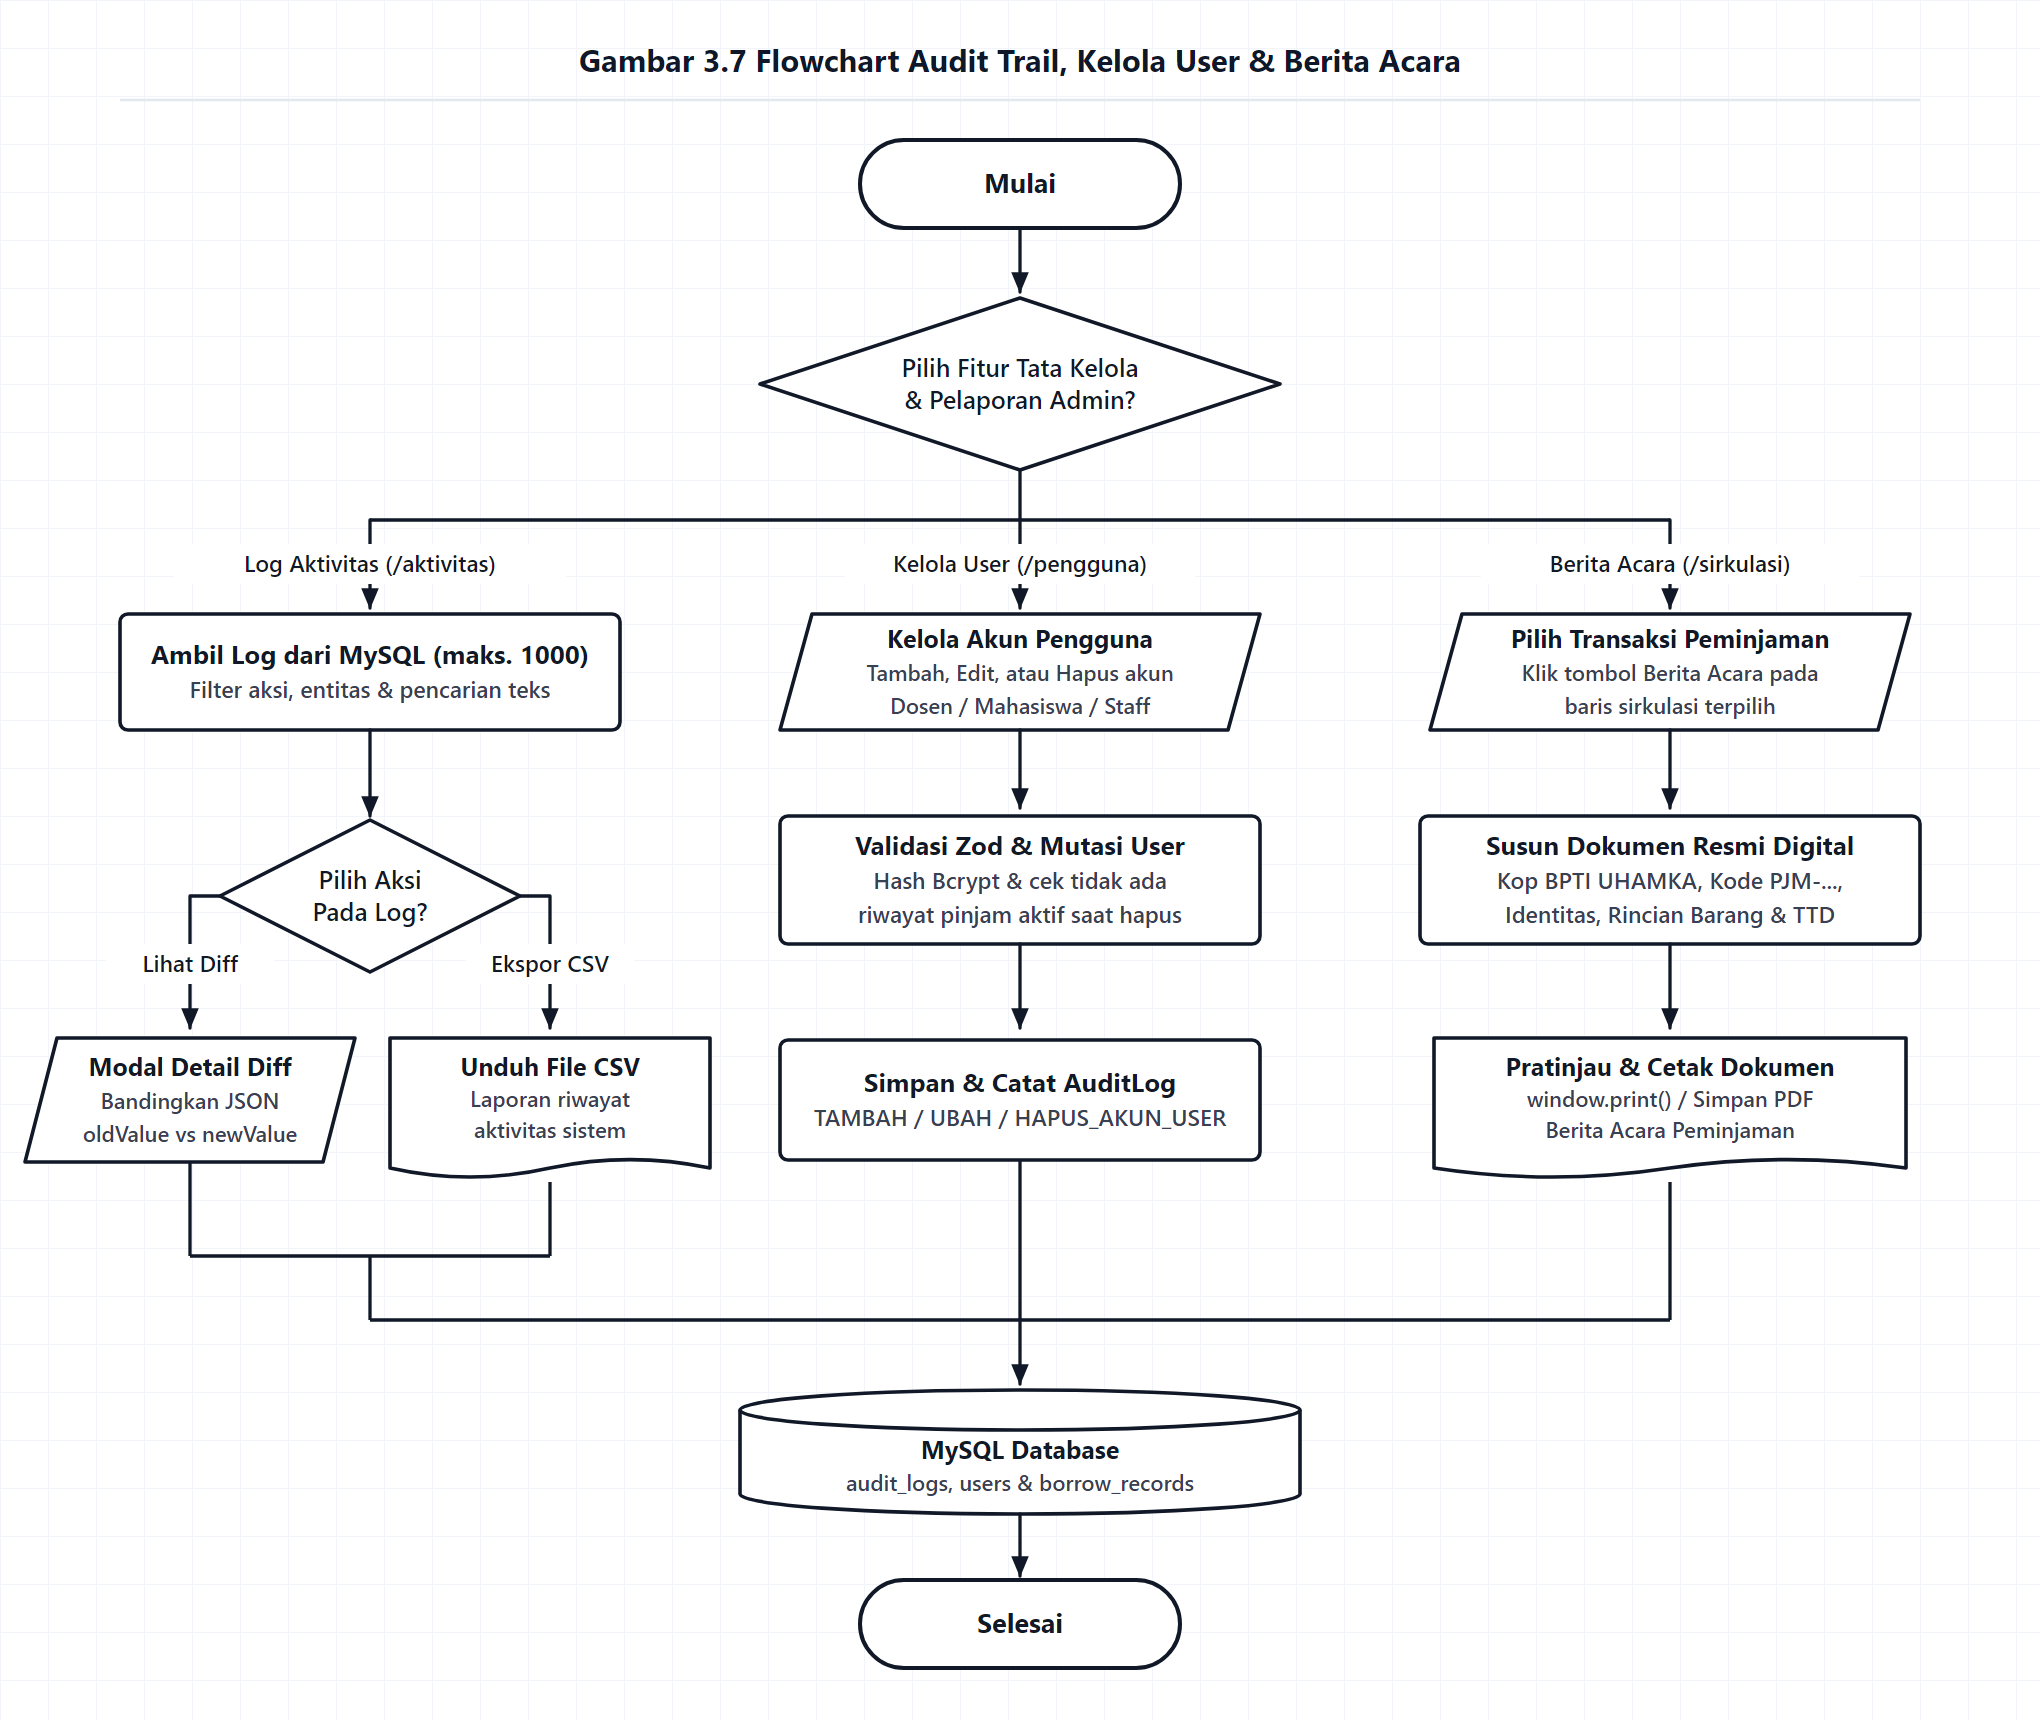 Gambar 3.7 Flowchart Audit Trail, Kelola User & Berita Acara
Mulai
Pilih Fitur Tata Kelola
& Pelaporan Admin?
Log Aktivitas (/aktivitas)
Kelola User (/pengguna)
Berita Acara (/sirkulasi)
Ambil Log dari MySQL (maks. 1000)
Filter aksi, entitas & pencarian teks
Kelola Akun Pengguna
Tambah, Edit, atau Hapus akun
Dosen / Mahasiswa / Staff
Pilih Transaksi Peminjaman
Klik tombol Berita Acara pada
baris sirkulasi terpilih
Pilih Aksi
Pada Log?
Validasi Zod & Mutasi User
Hash Bcrypt & cek tidak ada
riwayat pinjam aktif saat hapus
Susun Dokumen Resmi Digital
Kop BPTI UHAMKA, Kode PJM-...,
Identitas, Rincian Barang & TTD
Lihat Diff
Ekspor CSV
Modal Detail Diff
Bandingkan JSON
oldValue vs newValue
Unduh File CSV
Laporan riwayat
aktivitas sistem
Simpan & Catat AuditLog
TAMBAH / UBAH / HAPUS_AKUN_USER
Pratinjau & Cetak Dokumen
window.print() / Simpan PDF
Berita Acara Peminjaman
MySQL Database
audit_logs, users & borrow_records
Selesai